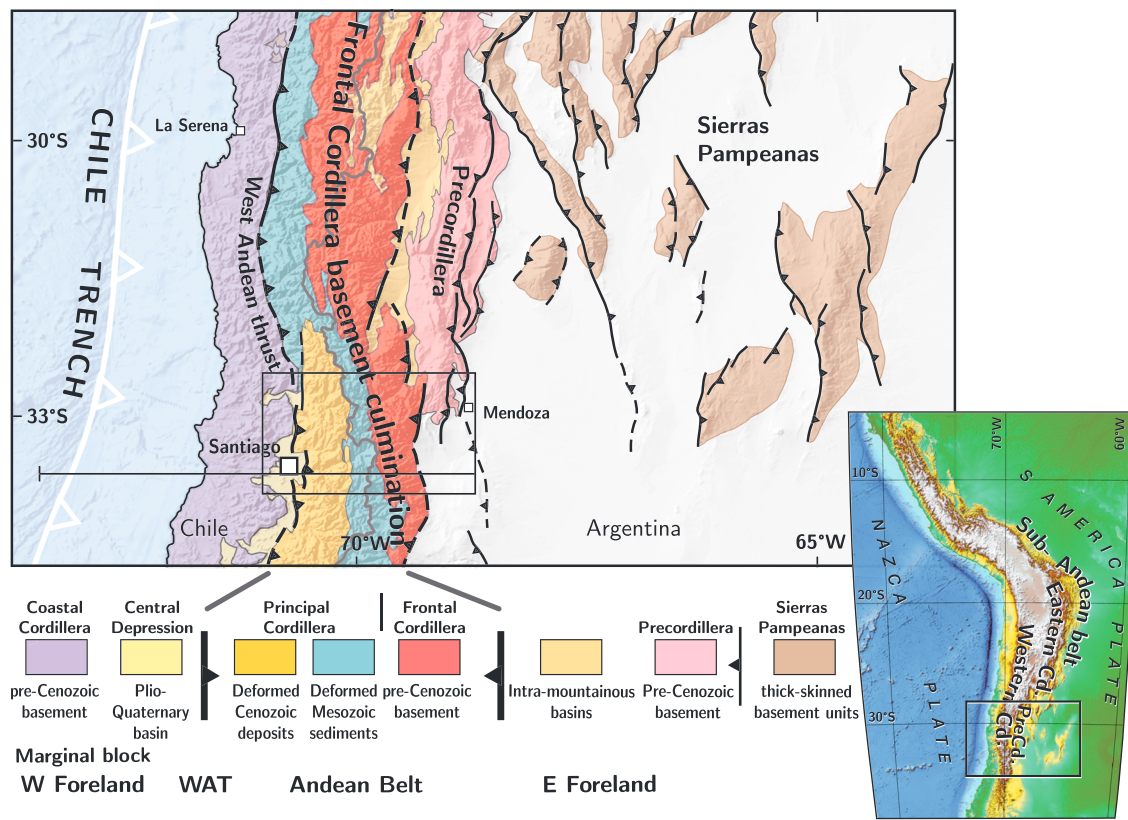 CHILE TRENCH
30°S
33°S
La Serena
West Andean thrust
Frontal Cordillera basement culmination
Precordillera
Sierras
Pampeanas
Mendoza
Santiago
Chile
Argentina
70°W
65°W
Coastal
Cordillera
Central
Depression
Principal
Cordillera
Frontal
Cordillera
Precordillera
Sierras
Pampeanas
pre-Cenozoic
basement
Plio-
Quaternary
basin
Deformed
Cenozoic
deposits
Deformed
Mesozoic
sediments
pre-Cenozoic
basement
Intra-mountainous
basins
Pre-Cenozoic
basement
thick-skinned
basement units
Marginal block
W Foreland
WAT
Andean Belt
E Foreland
70°W
60°W
10°S
20°S
30°S
S AMERICA PLATE
NAZCA PLATE
Sub-Andean belt
Eastern Cd.
Western Cd.
PreCd.